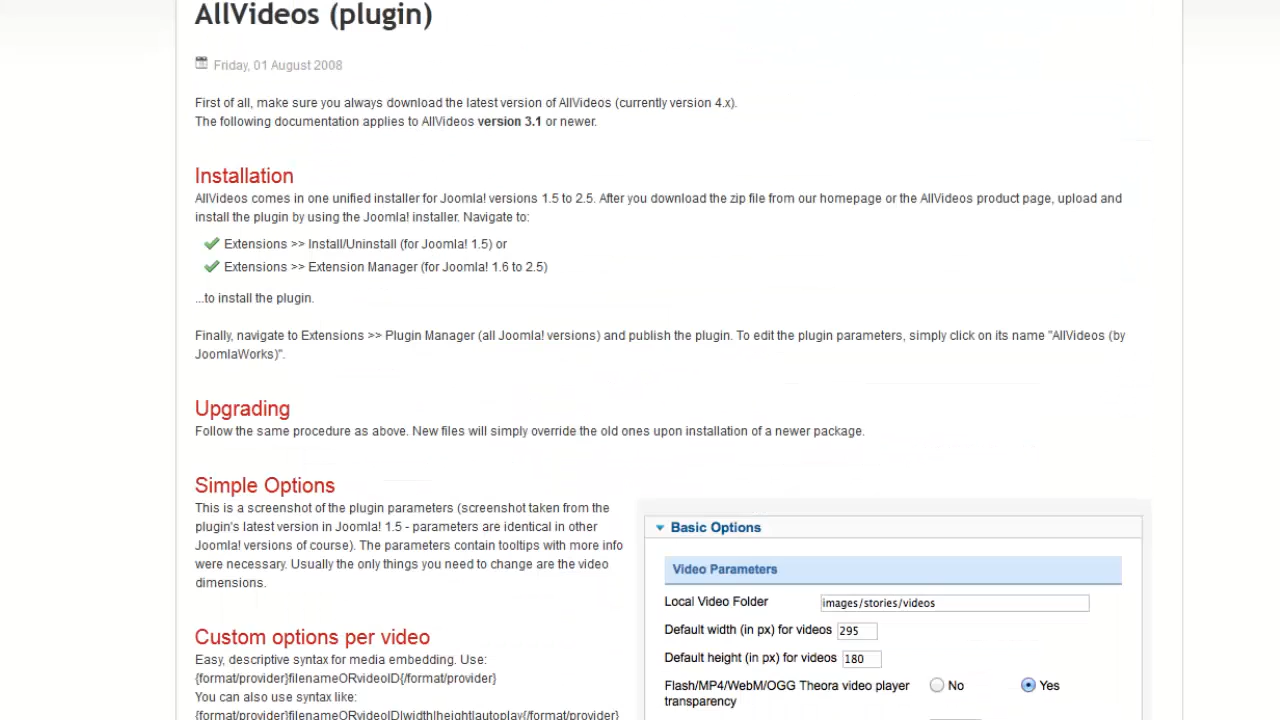 AllVideos (plugin)
Friday, 01 August 2008
First of all, make sure you always download the latest version of AllVideos (currently version 4.x).
The following documentation applies to AllVideos version 3.1 or newer.
Installation
AllVideos comes in one unified installer for Joomla! versions 1.5 to 2.5. After you download the zip file from our homepage or the AllVideos product page, upload and
install the plugin by using the Joomla! installer. Navigate to:
Extensions >> Install/Uninstall (for Joomla! 1.5) or
Extensions >> Extension Manager (for Joomla! 1.6 to 2.5)
...to install the plugin.
Finally, navigate to Extensions >> Plugin Manager (all Joomla! versions) and publish the plugin. To edit the plugin parameters, simply click on its name "AllVideos (by
JoomlaWorks)".
Upgrading
Follow the same procedure as above. New files will simply override the old ones upon installation of a newer package.
Simple Options
This is a screenshot of the plugin parameters (screenshot taken from the
plugin's latest version in Joomla! 1.5 - parameters are identical in other
Joomla! versions of course). The parameters contain tooltips with more info
were necessary. Usually the only things you need to change are the video
dimensions.
Custom options per video
Easy, descriptive syntax for media embedding. Use:
{format/provider}filenameORvideoID{/format/provider}
You can also use syntax like:
{format/provider}filenameORvideoID|width|height|autoplay{/format/provider}
Basic Options
Video Parameters
Local Video Folder images/stories/videos
Default width (in px) for videos 295
Default height (in px) for videos 180
Flash/MP4/WebM/OGG Theora video player No Yes
transparency